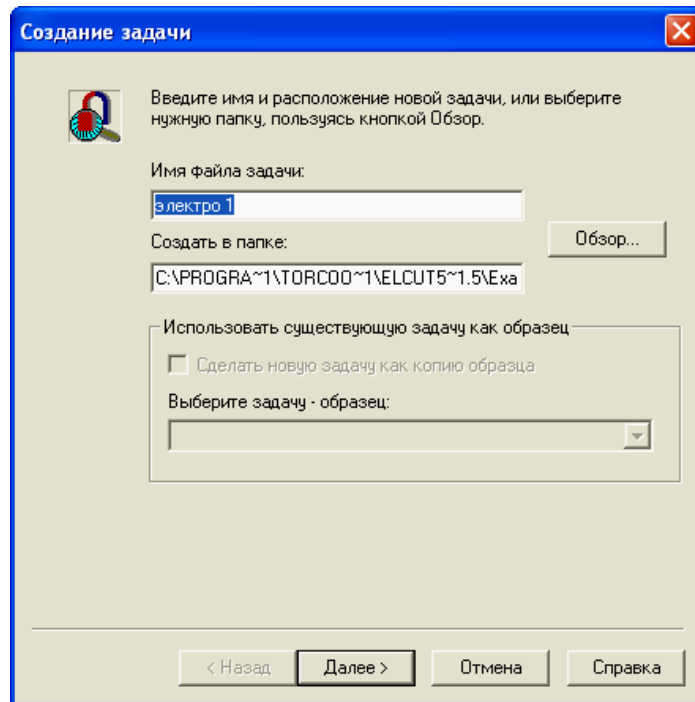 Создание задачи
Введите имя и расположение новой задачи, или выберите
нужную папку, пользуясь кнопкой Обзор.
Имя файла задачи:
электро 1
Создать в папке:
Обзор...
C:\PROGRA~1\TORCOO~1\ELCUT5~1.5\Exa
Использовать существующую задачу как образец
Сделать новую задачу как копию образца
Выберите задачу - образец:
< Назад
Далее >
Отмена
Справка